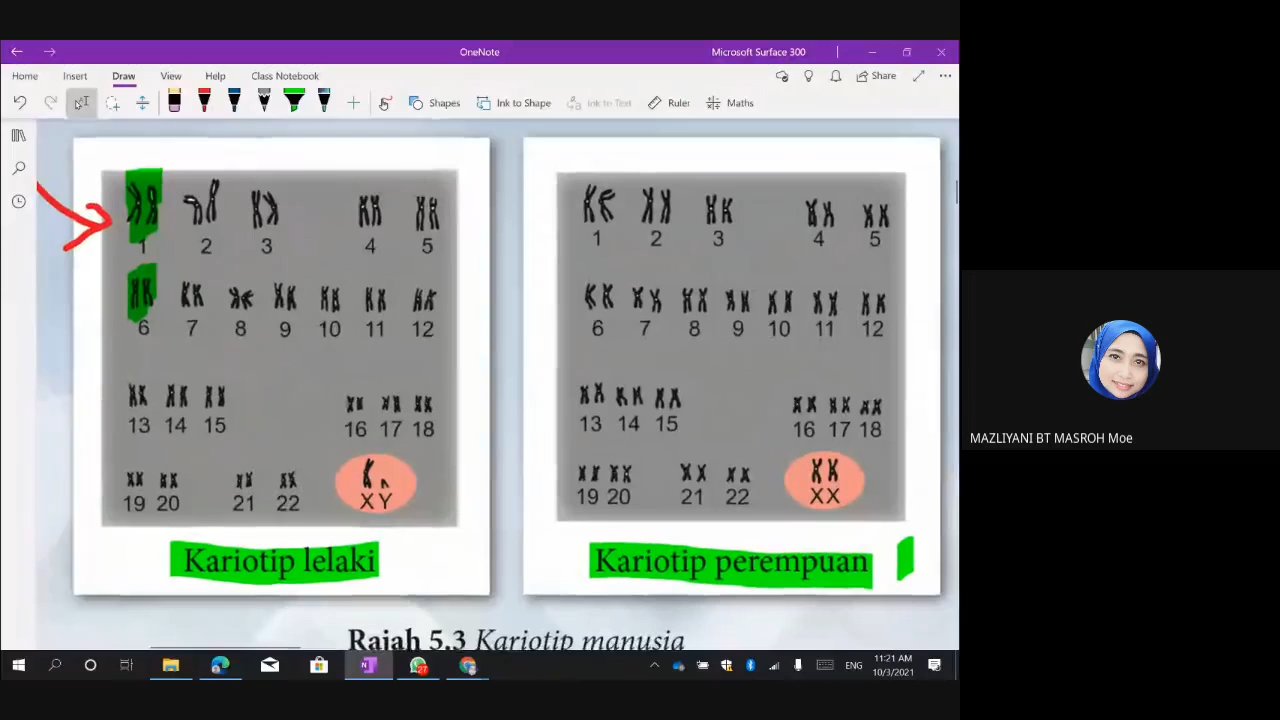 OneNote
Microsoft Surface 300
Home Insert Draw View Help Class Notebook
Share
Shapes Ink to Shape Ink to Text Ruler Maths
1 2 3 4 5
6 7 8 9 10 11 12
13 14 15 16 17 18
19 20 21 22 X Y
Kariotip lelaki
1 2 3 4 5
6 7 8 9 10 11 12
13 14 15 16 17 18
19 20 21 22 XX
Kariotip perempuan
Rajah 5.3 Kariotip manusia
MAZLIYANI BT MASROH Moe
27
ENG
11:21 AM
10/3/2021